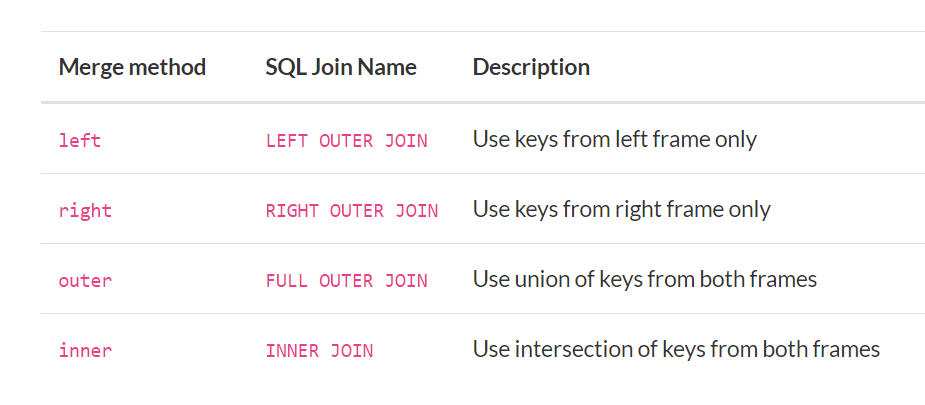 Merge method SQL Join Name Description
left LEFT OUTER JOIN Use keys from left frame only
right RIGHT OUTER JOIN Use keys from right frame only
outer FULL OUTER JOIN Use union of keys from both frames
inner INNER JOIN Use intersection of keys from both frames